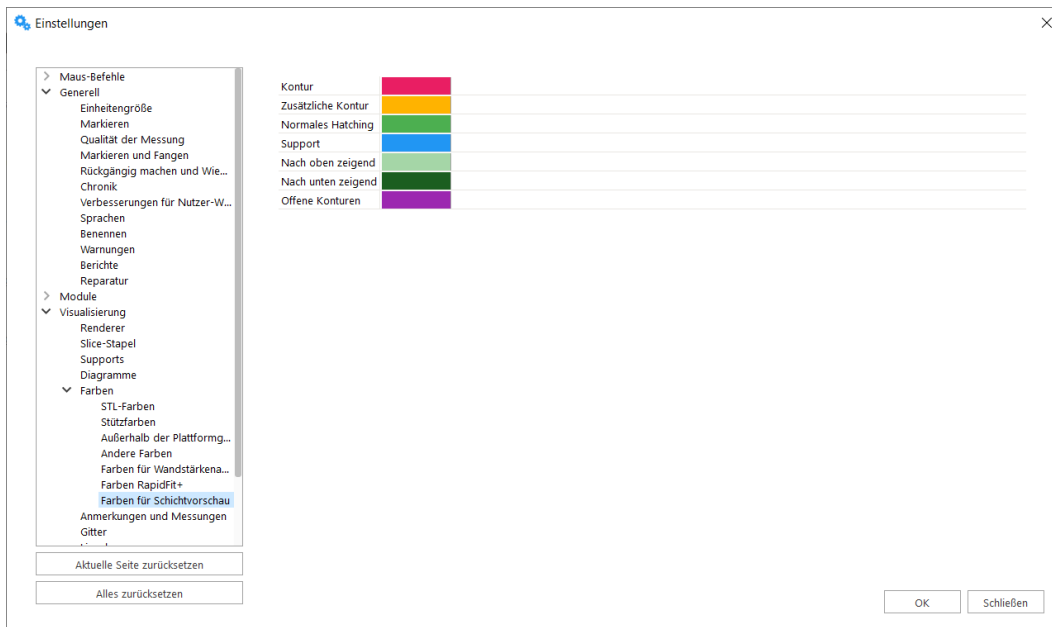 Einstellungen
Maus-Befehle
Generell
Einheitengröße
Markieren
Qualität der Messung
Markieren und Fangen
Rückgängig machen und Wie...
Chronik
Verbesserungen für Nutzer-W...
Sprachen
Benennen
Warnungen
Berichte
Reparatur
Module
Visualisierung
Renderer
Slice-Stapel
Supports
Diagramme
Farben
STL-Farben
Stützfarben
Außerhalb der Plattformg...
Andere Farben
Farben für Wandstärkena...
Farben RapidFit+
Farben für Schichtvorschau
Anmerkungen und Messungen
Gitter
Aktuelle Seite zurücksetzen
Alles zurücksetzen
Kontur
Zusätzliche Kontur
Normales Hatching
Support
Nach oben zeigend
Nach unten zeigend
Offene Konturen
OK
Schließen